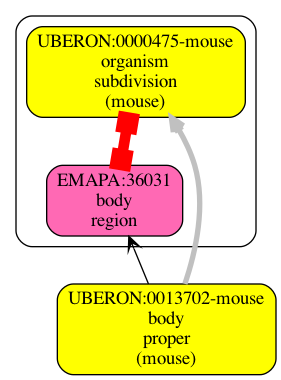 UBERON:0000475-mouse
organism
subdivision
(mouse)
EMAPA:36031
body
region
UBERON:0013702-mouse
body
proper
(mouse)